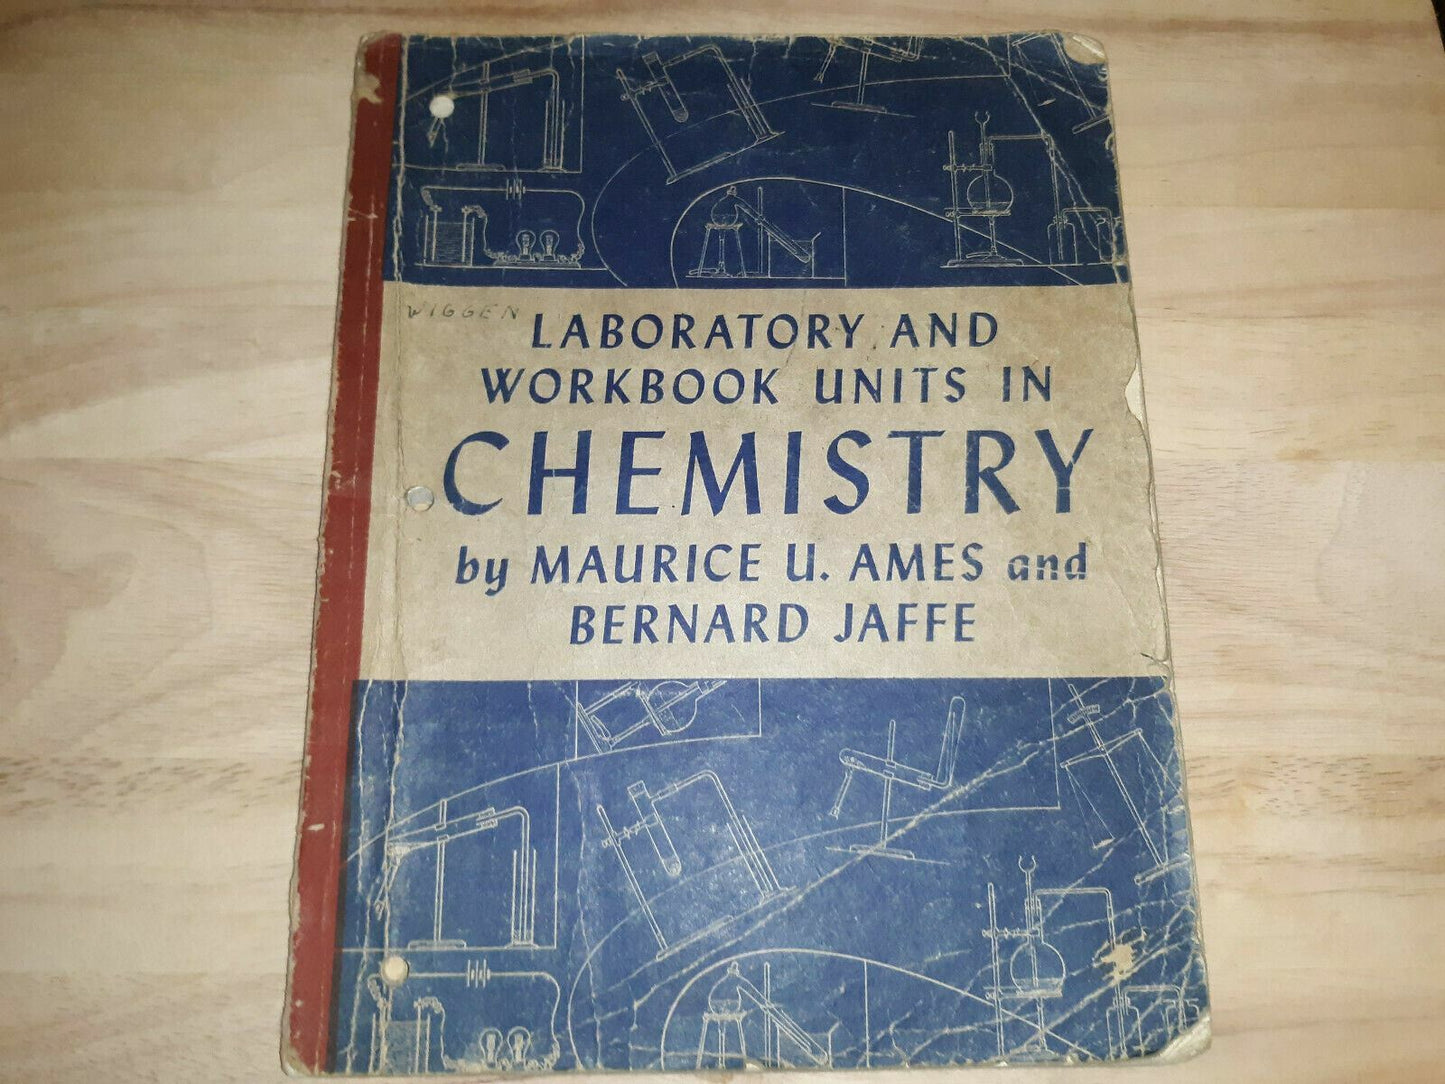 WIGGEN
LABORATORY AND
WORKBOOK UNITS IN
CHEMISTRY
by MAURICE U. AMES and
BERNARD JAFFE